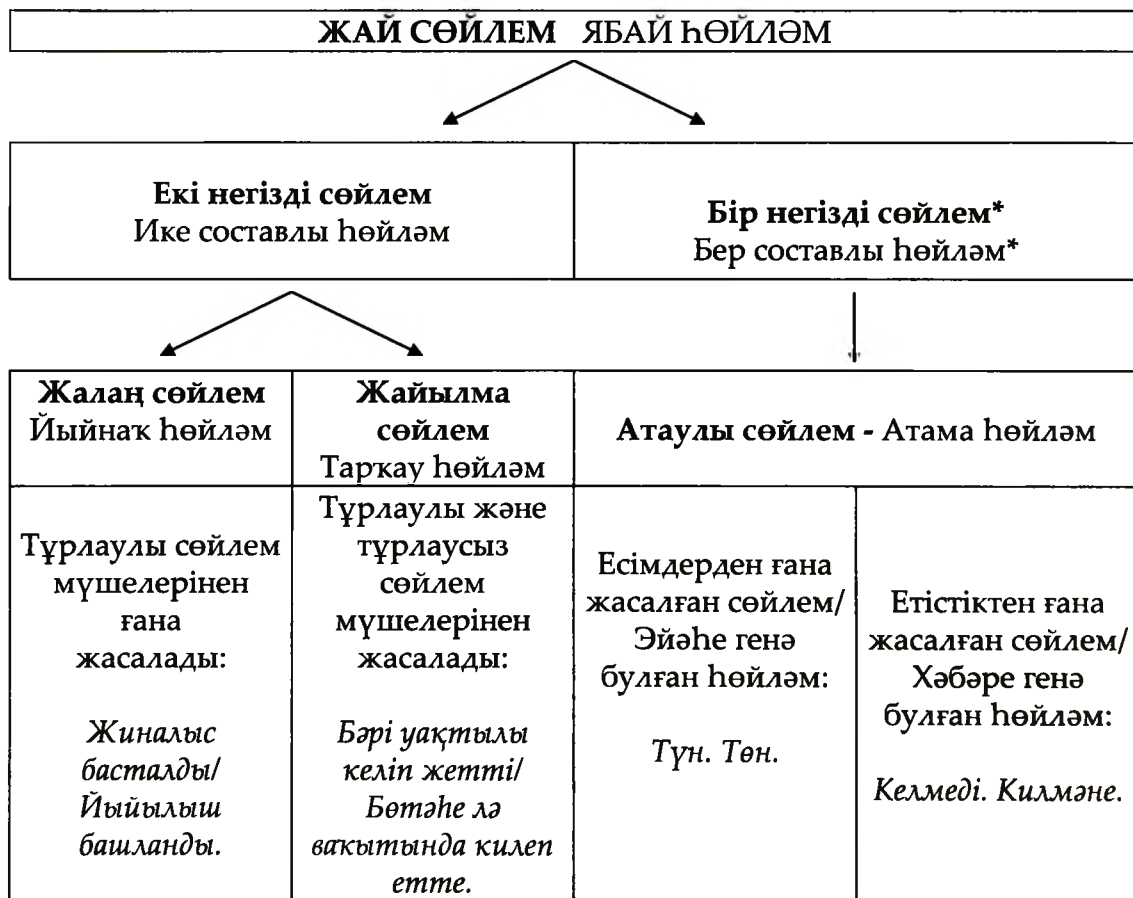 ЖАЙ СӨЙЛЕМ ЯБАЙ ҺӨЙЛӘМ
Екі негізді сөйлем
Ике составлы һөйләм
Бір негізді сөйлем*
Бер составлы һөйләм*
Жалаң сөйлем
Йыйнаҡ һөйләм
Жайылма
сөйлем
Тарҡау һөйләм
Атаулы сөйлем - Атама һөйләм
Тұрлаулы сөйлем
мүшелерінен
ғана
жасалады:
Жиналыс
басталды/
Йыйылыш
башланды.
Тұрлаулы және
тұрлаусыз
сөйлем
мүшелерінен
жасалады:
Бәрі уақтылы
келіп жетті/
Бөтәһе лә
ваҡытында килеп
етте.
Есімдерден ғана
жасалған сөйлем/
Эйәһе генә
булған һөйләм:
Түн. Төн.
Етістіктен ғана
жасалған сөйлем/
Хәбәре генә
булған һөйләм:
Келмеді. Килмәне.